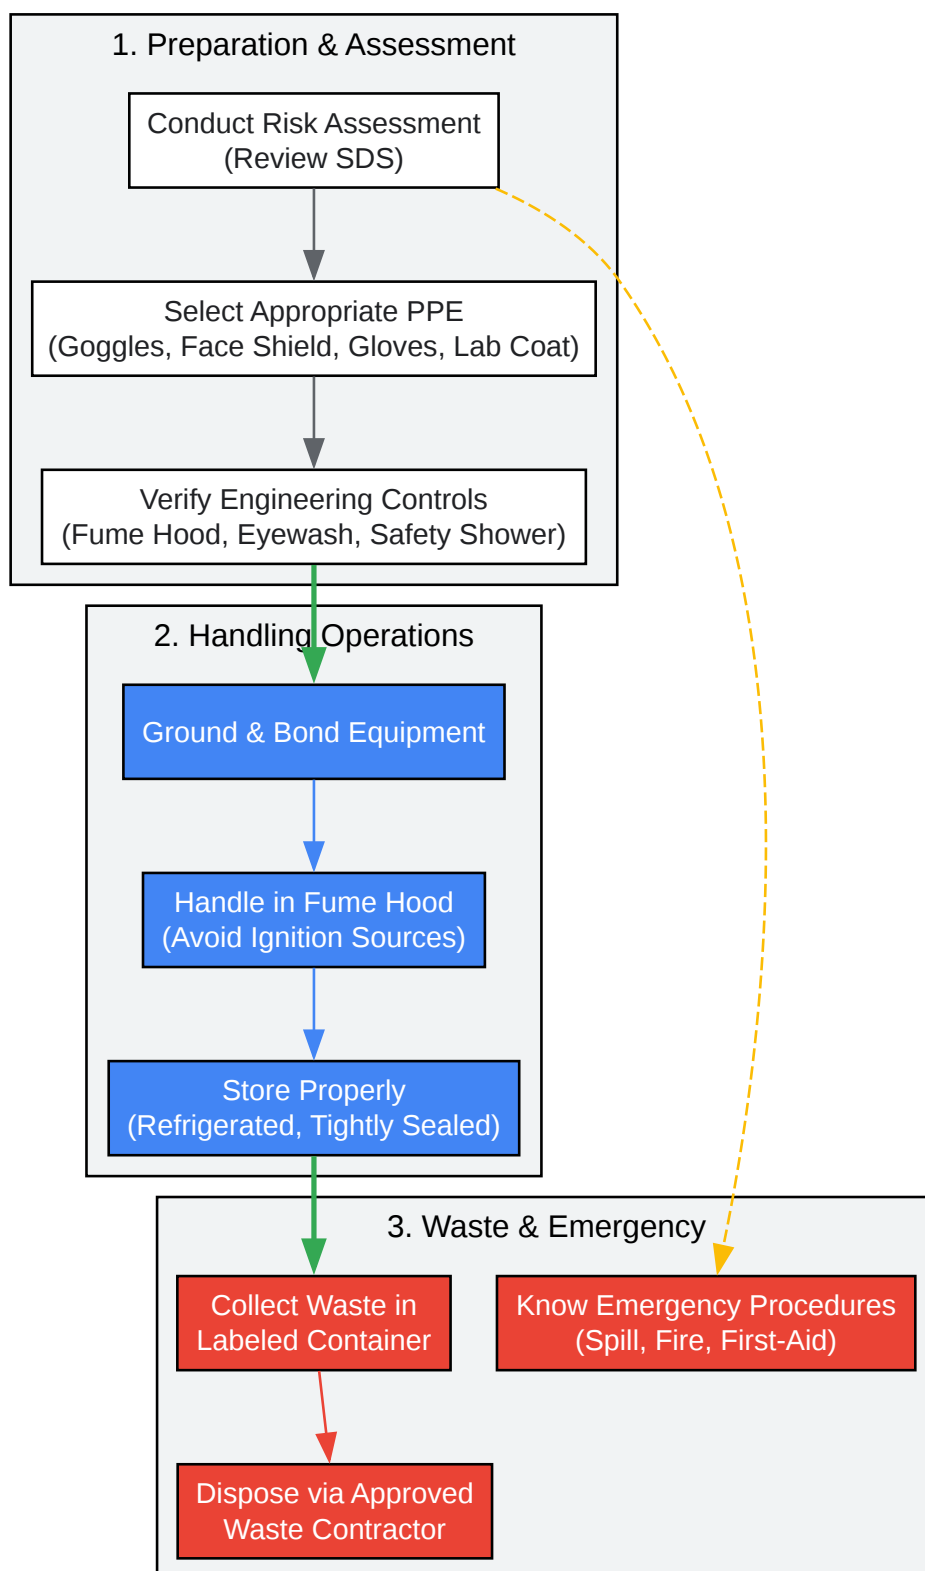 1. Preparation & Assessment
Conduct Risk Assessment
(Review SDS)
Select Appropriate PPE
(Goggles, Face Shield, Gloves, Lab Coat)
Verify Engineering Controls
(Fume Hood, Eyewash, Safety Shower)
2. Handling Operations
Ground & Bond Equipment
Handle in Fume Hood
(Avoid Ignition Sources)
Store Properly
(Refrigerated, Tightly Sealed)
3. Waste & Emergency
Collect Waste in
Labeled Container
Know Emergency Procedures
(Spill, Fire, First-Aid)
Dispose via Approved
Waste Contractor